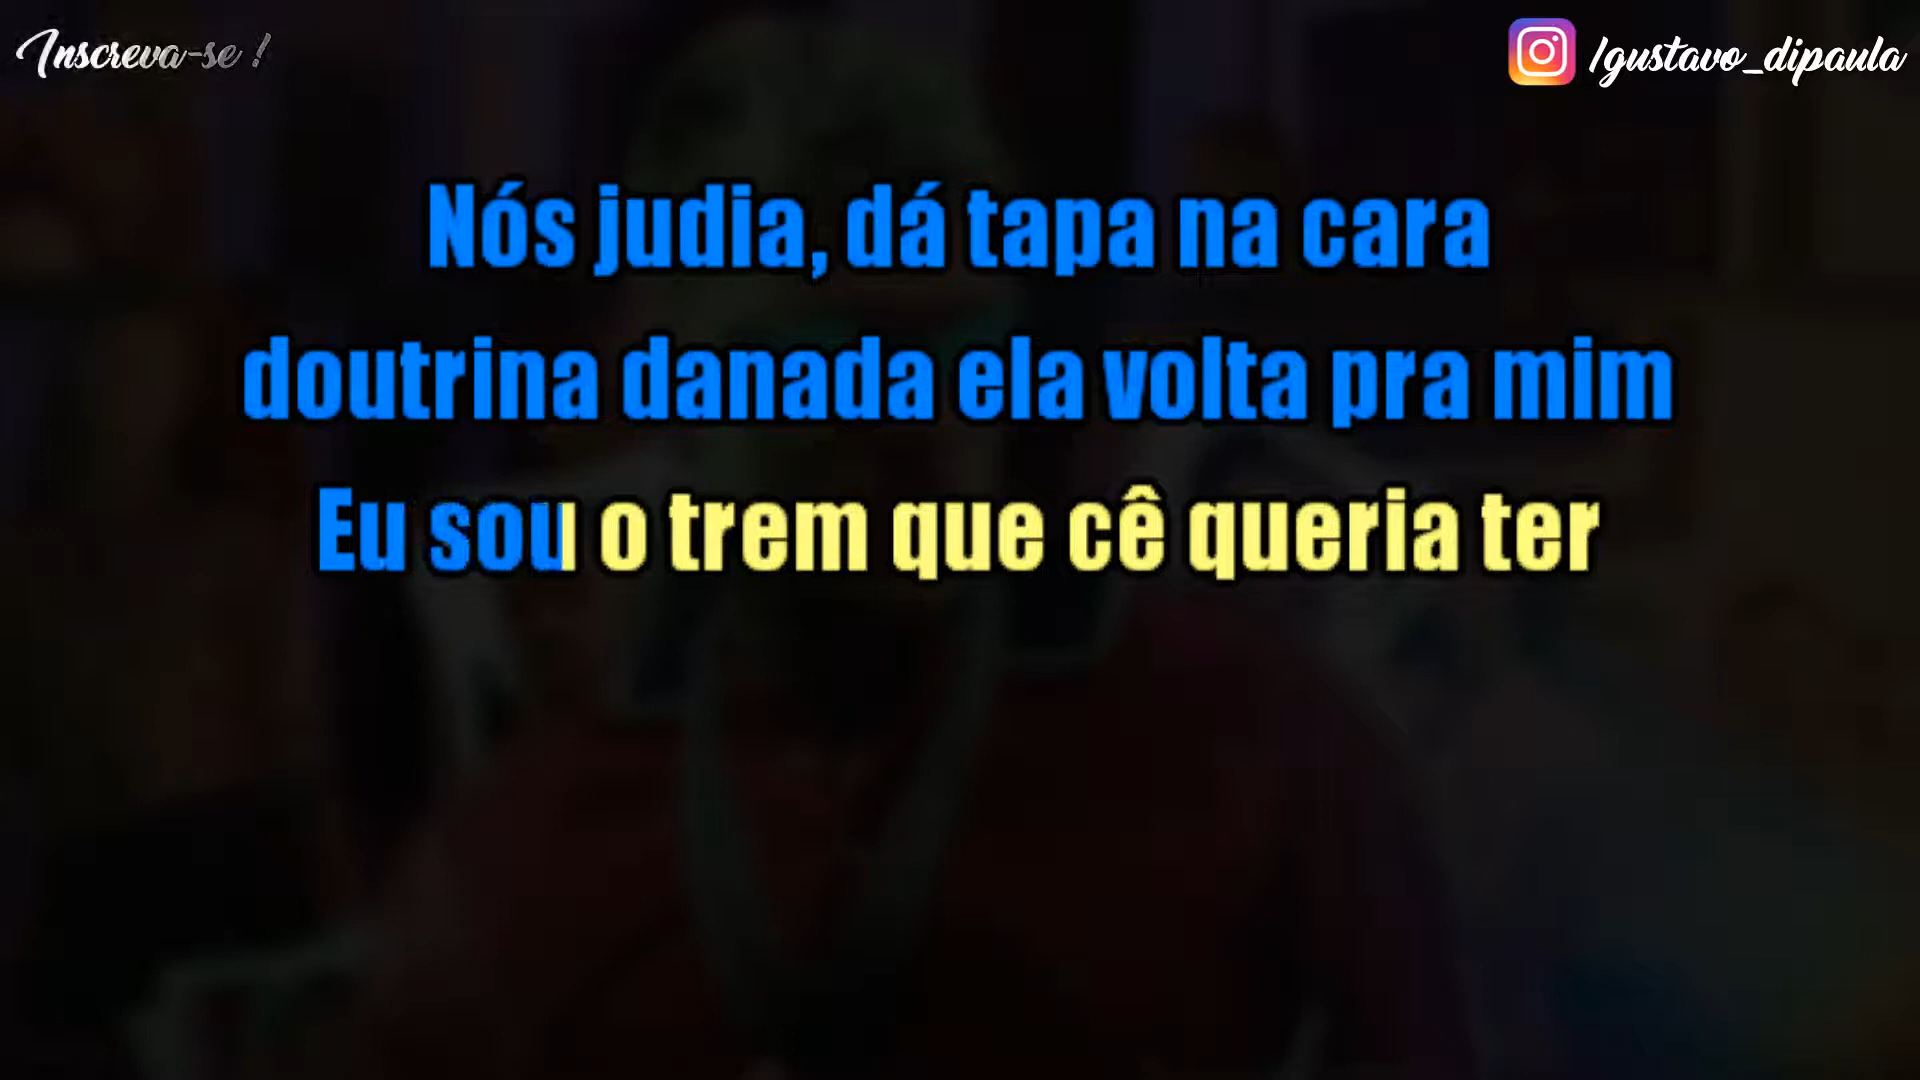 Inscreva-se !
/gustavo_dipaula
Nós judia, dá tapa na cara
doutrina danada ela volta pra mim
Eu sou o trem que cê queria ter